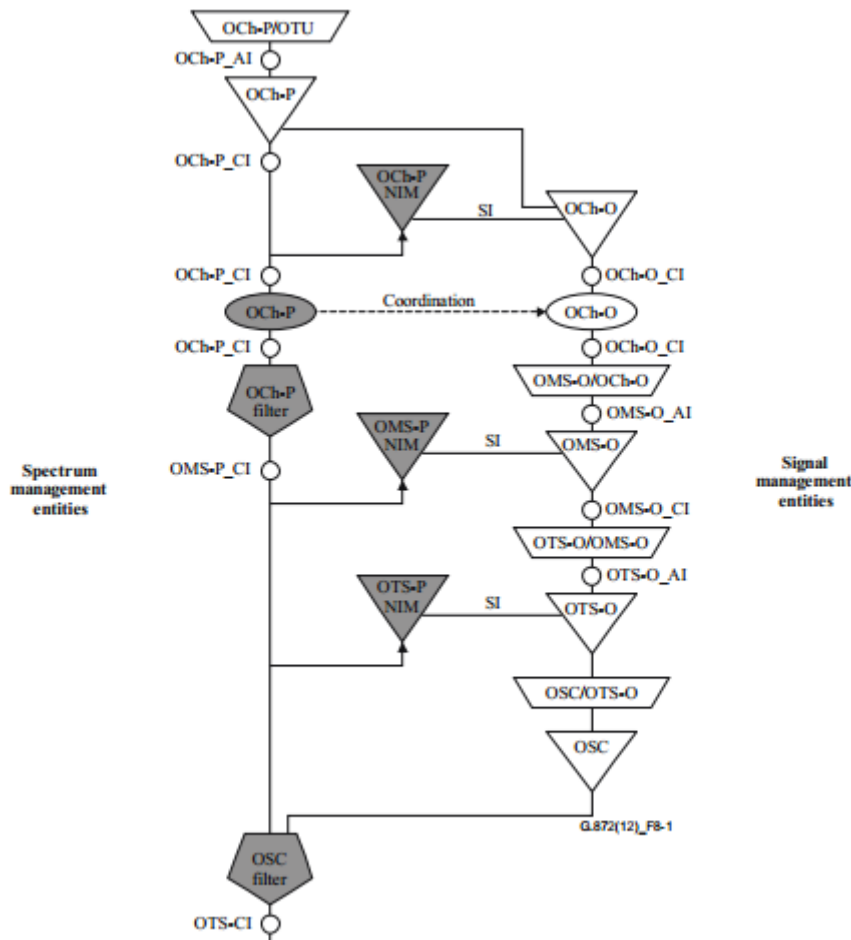 OCh-P/OTU
OCh-P_AI
OCh-P
OCh-P_CI
OCh-P
NIM
SI
OCh-O
OCh-P_CI
OCh-O_CI
OCh-P
Coordination
OCh-O
OCh-P_CI
OCh-O_CI
OCh-P
filter
OMS-O/OCh-O
OMS-O_AI
OMS-P
NIM
SI
OMS-O
Spectrum
management
entities
OMS-P_CI
Signal
management
entities
OMS-O_CI
OTS-O/OMS-O
OTS-O_AI
OTS-P
NIM
SI
OTS-O
OSC/OTS-O
OSC
G.872(12)_F8-1
OSC
filter
OTS-CI